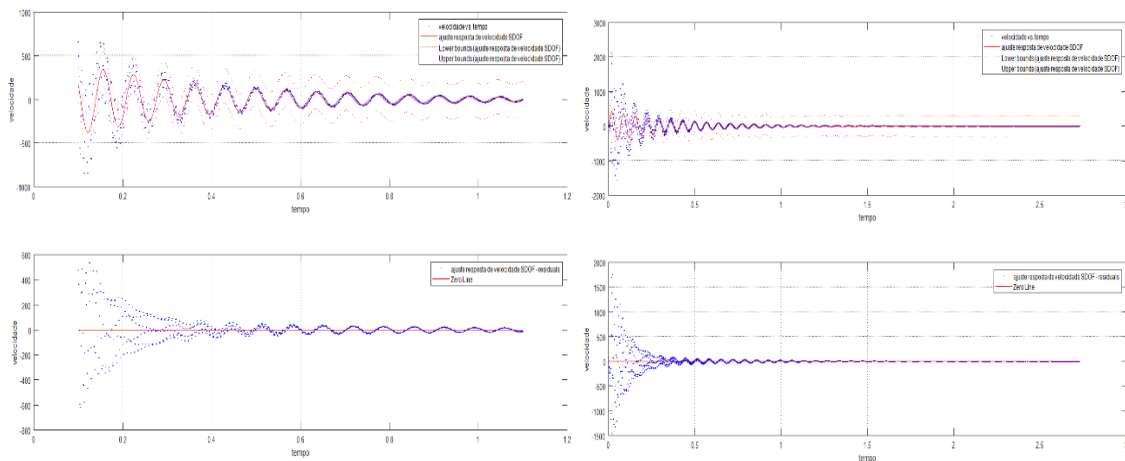 1000
500
0
-500
-1000
velocidade
0
0.2
0.4
0.6
0.8
1
1.2
tempo
velocidade vs tempo
ajuste resposta de velocidade SDOF
Lower bounds (ajuste resposta de velocidade SDOF)
Upper bounds (ajuste resposta de velocidade SDOF)
3000
2000
1000
0
-1000
-2000
velocidade
0
0.5
1
1.5
2
2.5
3
tempo
velocidade vs tempo
ajuste resposta de velocidade SDOF
Lower bounds (ajuste resposta de velocidade SDOF)
Upper bounds (ajuste resposta de velocidade SDOF)
600
400
200
0
-200
-400
-600
-800
velocidade
0
0.2
0.4
0.6
0.8
1
1.2
tempo
ajuste resposta de velocidade SDOF - residuals
Zero Line
2000
1500
1000
500
0
-500
-1000
-1500
velocidade
0
0.5
1
1.5
2
2.5
3
tempo
ajuste resposta de velocidade SDOF - residuals
Zero Line